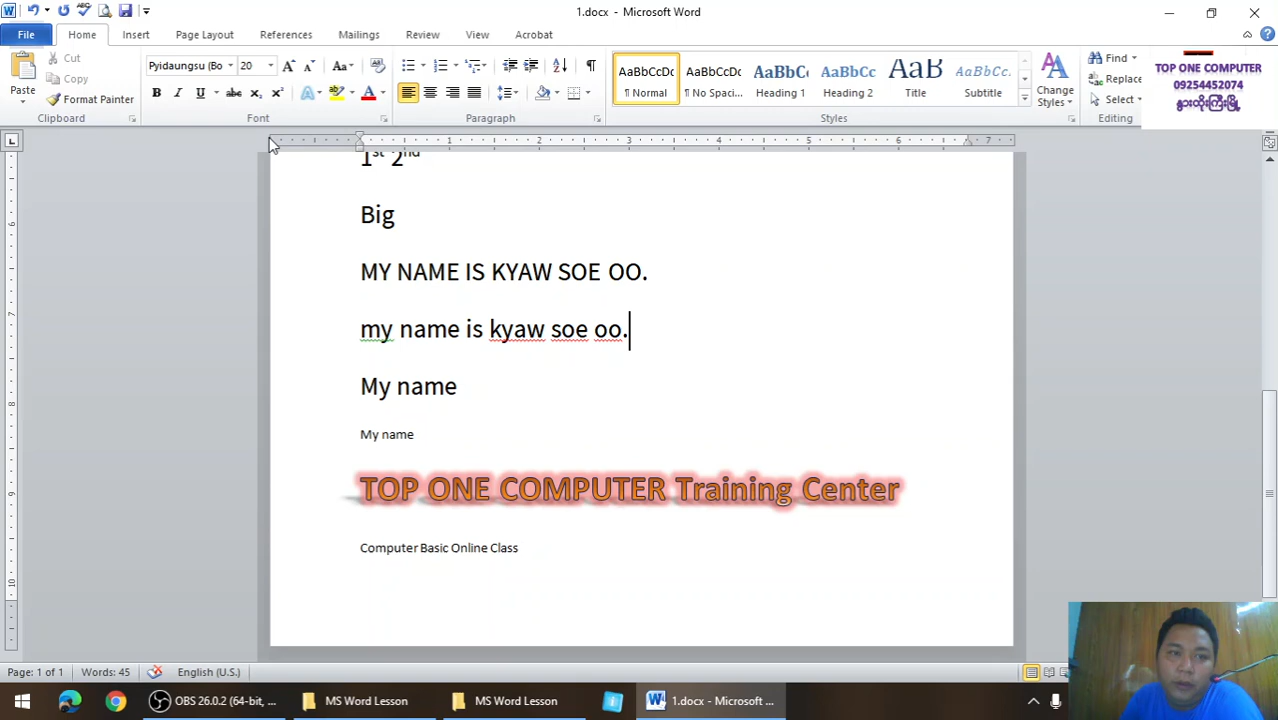 1.docx - Microsoft Word
File Home Insert Page Layout References Mailings Review View Acrobat
Paste
Cut
Copy
Format Painter
Clipboard
Pyidaungsu (Bo 20
Font
Paragraph
AaBbCcDc AaBbCcDc AaBbCc AaBbCc AaB AaBbCc.
¶ Normal ¶ No Spaci... Heading 1 Heading 2 Title Subtitle
Change Styles
Styles
Find
Replace
Select
Editing
TOP ONE COMPUTER
09254452074
1st 2nd
Big
MY NAME IS KYAW SOE OO.
my name is kyaw soe oo.
My name
My name
TOP ONE COMPUTER Training Center
Computer Basic Online Class
Page: 1 of 1 Words: 45 English (U.S.)
OBS 26.0.2 (64-bit, ... MS Word Lesson MS Word Lesson 1.docx - Microsoft ...